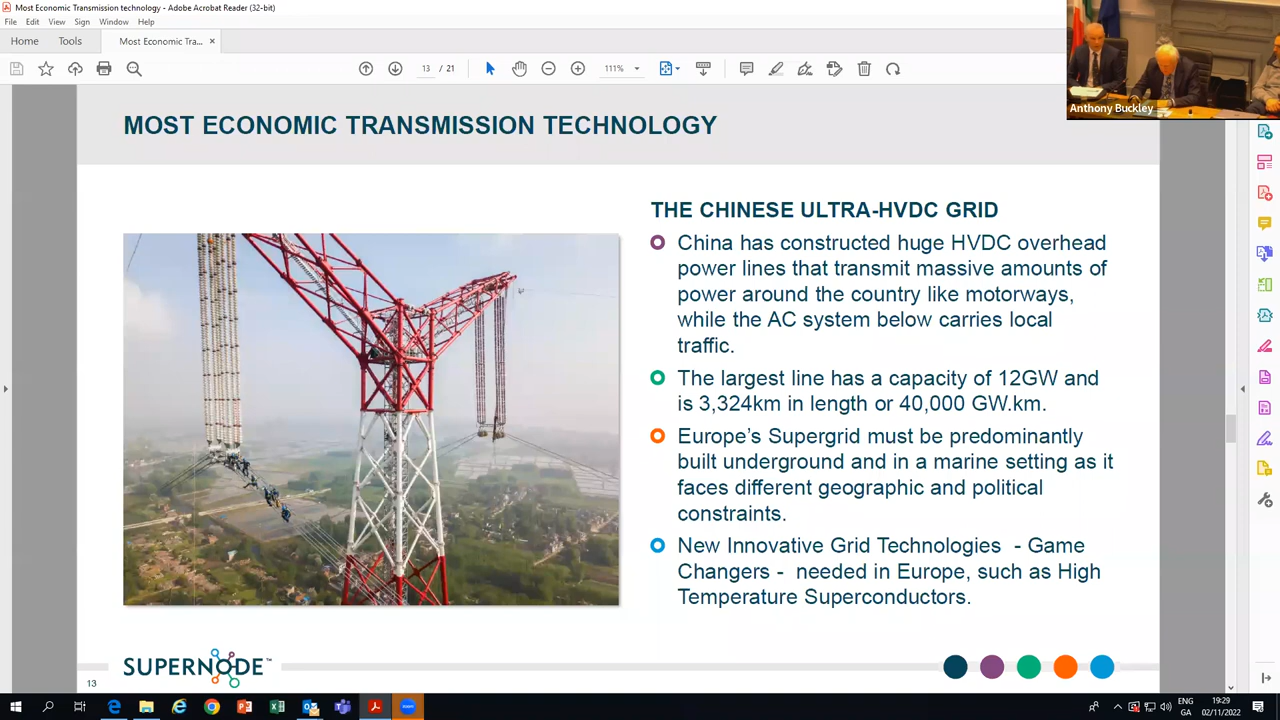 Most Economic Transmission technology - Adobe Acrobat Reader (32-bit)
File Edit View Sign Window Help
Home Tools Most Economic Tra... ×
13 / 21 111%
Anthony Buckley
MOST ECONOMIC TRANSMISSION TECHNOLOGY
THE CHINESE ULTRA-HVDC GRID
China has constructed huge HVDC overhead
power lines that transmit massive amounts of
power around the country like motorways,
while the AC system below carries local
traffic.
The largest line has a capacity of 12GW and
is 3,324km in length or 40,000 GW.km.
Europe's Supergrid must be predominantly
built underground and in a marine setting as it
faces different geographic and political
constraints.
New Innovative Grid Technologies - Game
Changers - needed in Europe, such as High
Temperature Superconductors.
SUPERNODE™
13
ENG
GA
19:29
02/11/2022